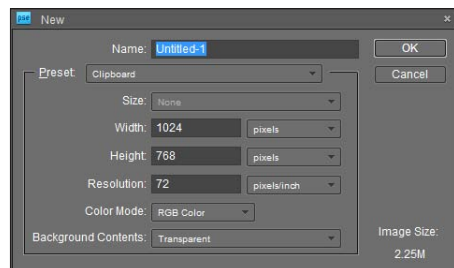 pse New
Name: Untitled-1
OK
Preset: Clipboard
Cancel
Size: None
Width: 1024 pixels
Height: 768 pixels
Resolution: 72 pixels/inch
Color Mode: RGB Color
Background Contents: Transparent
Image Size:
2.25M